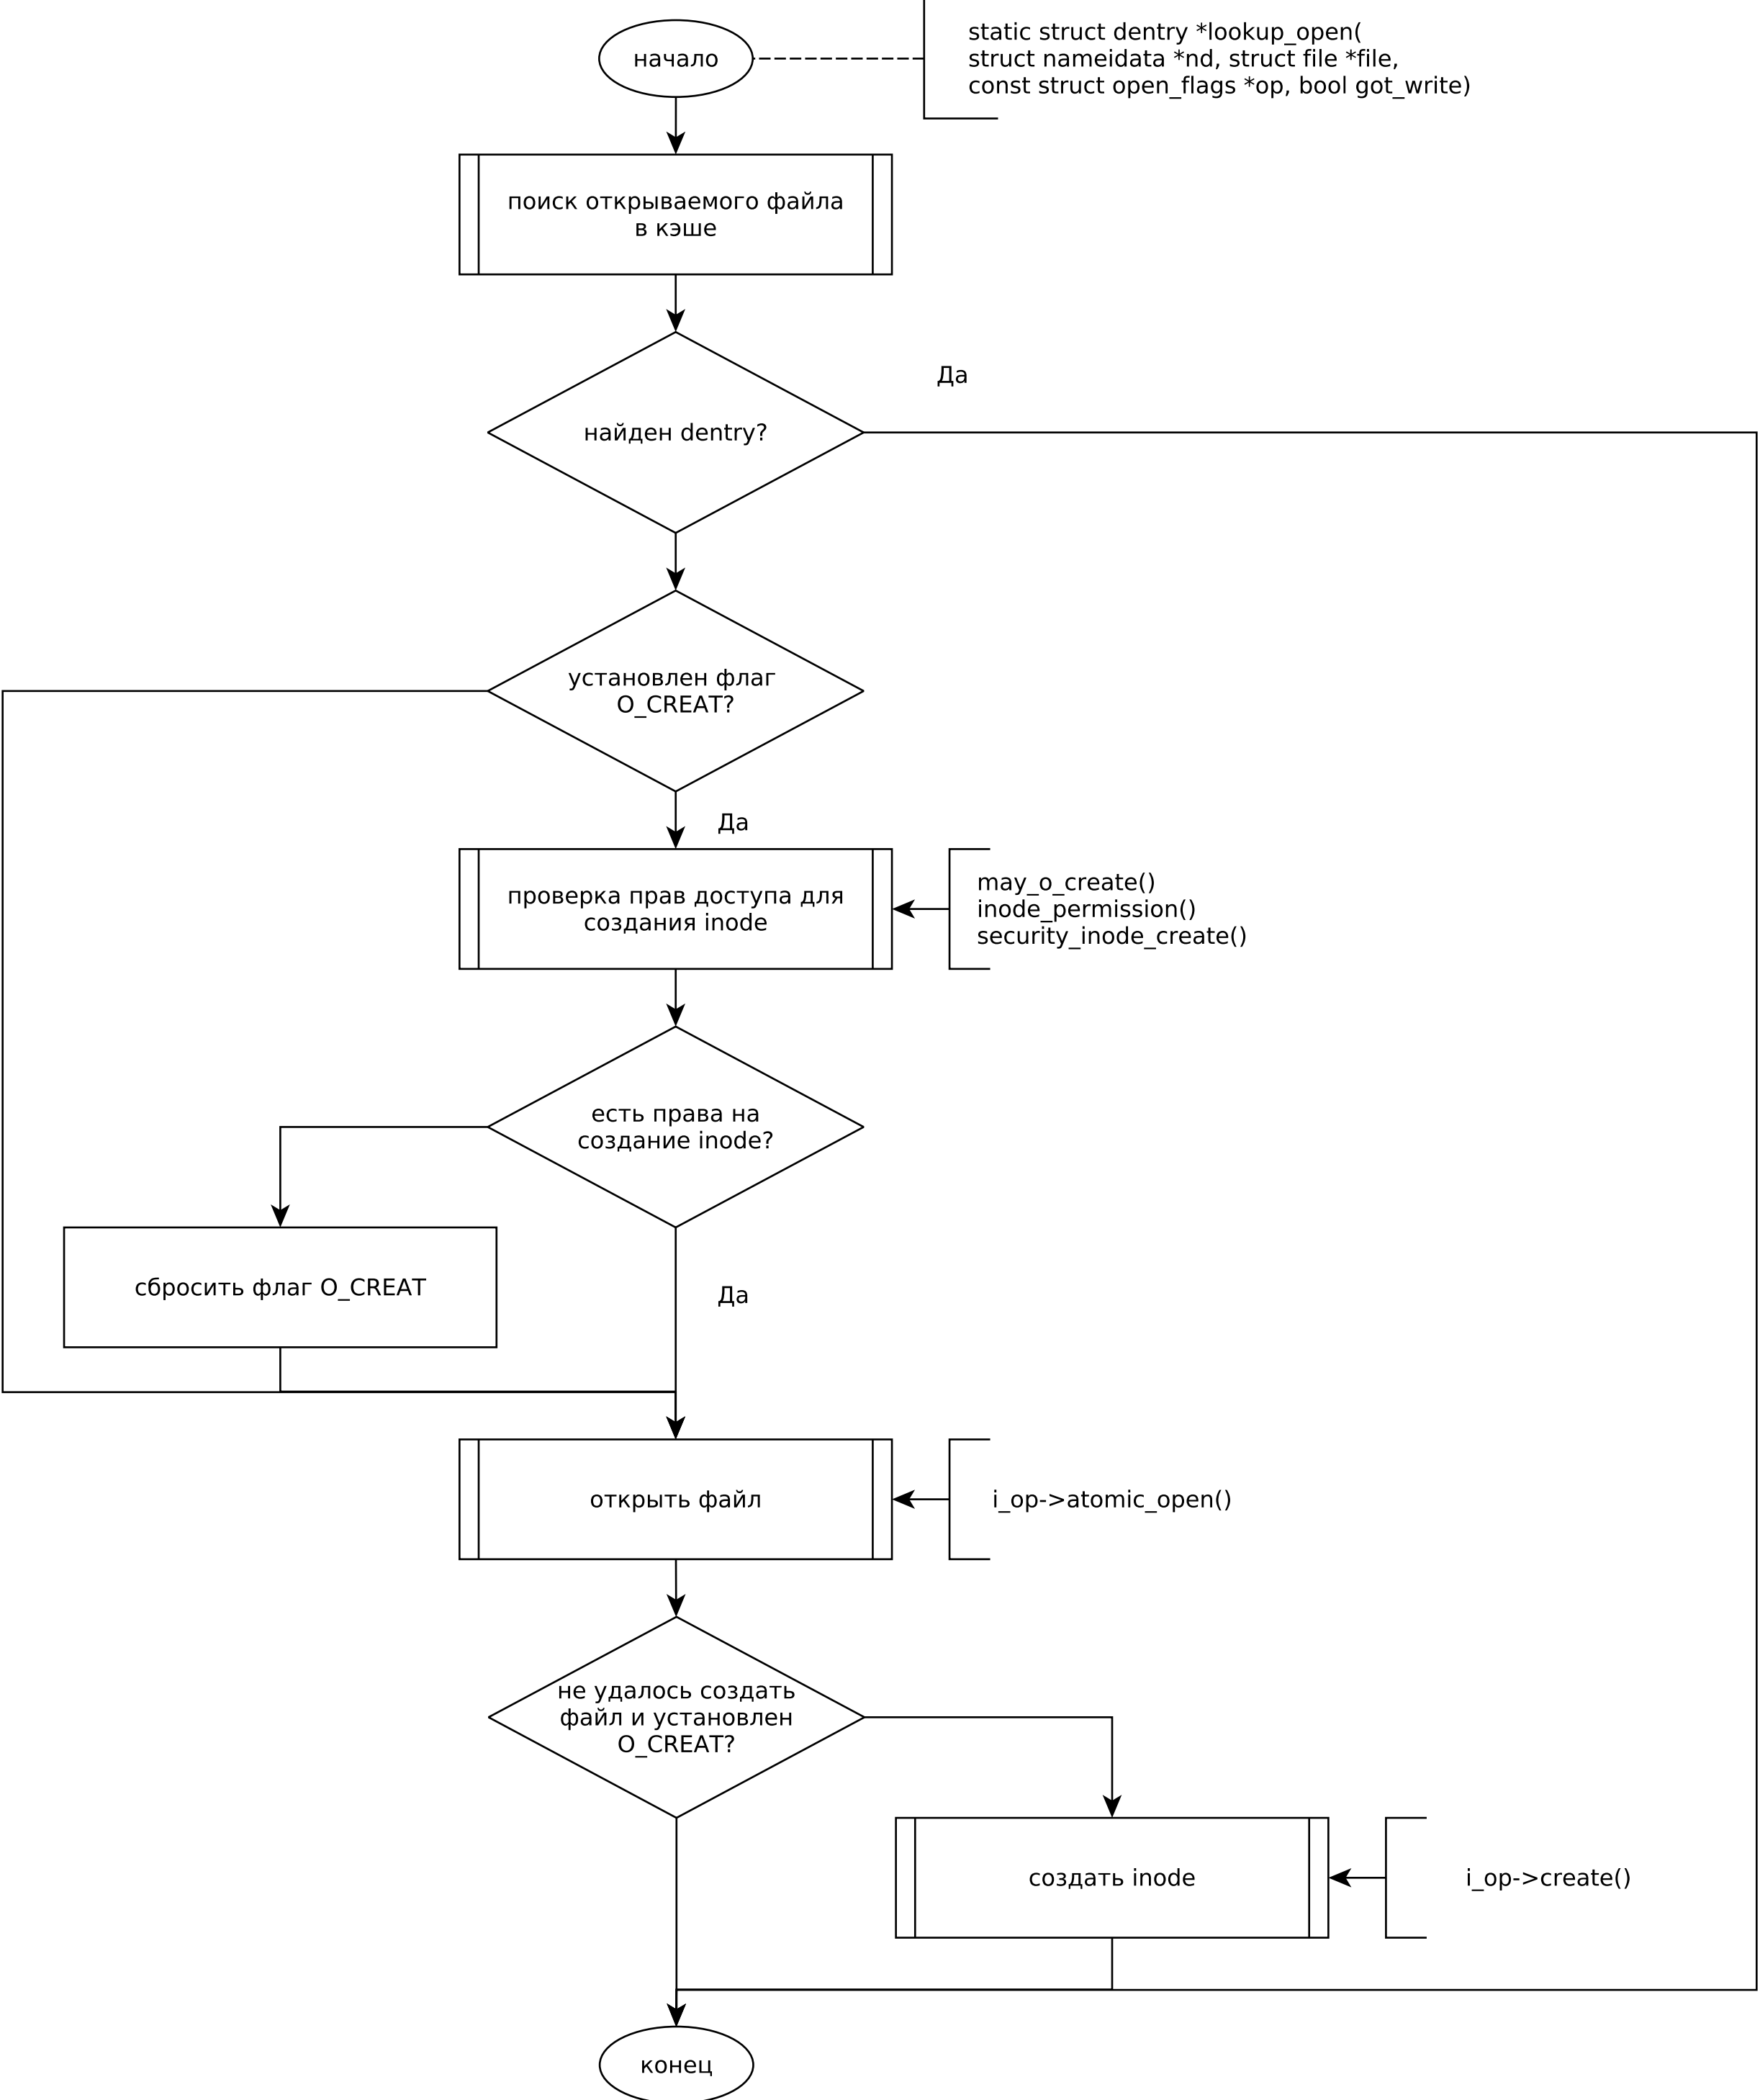 начало
static struct dentry *lookup_open(
struct nameidata *nd, struct file *file,
const struct open_flags *op, bool got_write)
поиск открываемого файла
в кэше
Да
найден dentry?
установлен флаг
O_CREAT?
Да
проверка прав доступа для
создания inode
may_o_create()
inode_permission()
security_inode_create()
есть права на
создание inode?
сбросить флаг O_CREAT
Да
открыть файл
i_op->atomic_open()
не удалось создать
файл и установлен
O_CREAT?
создать inode
i_op->create()
конец